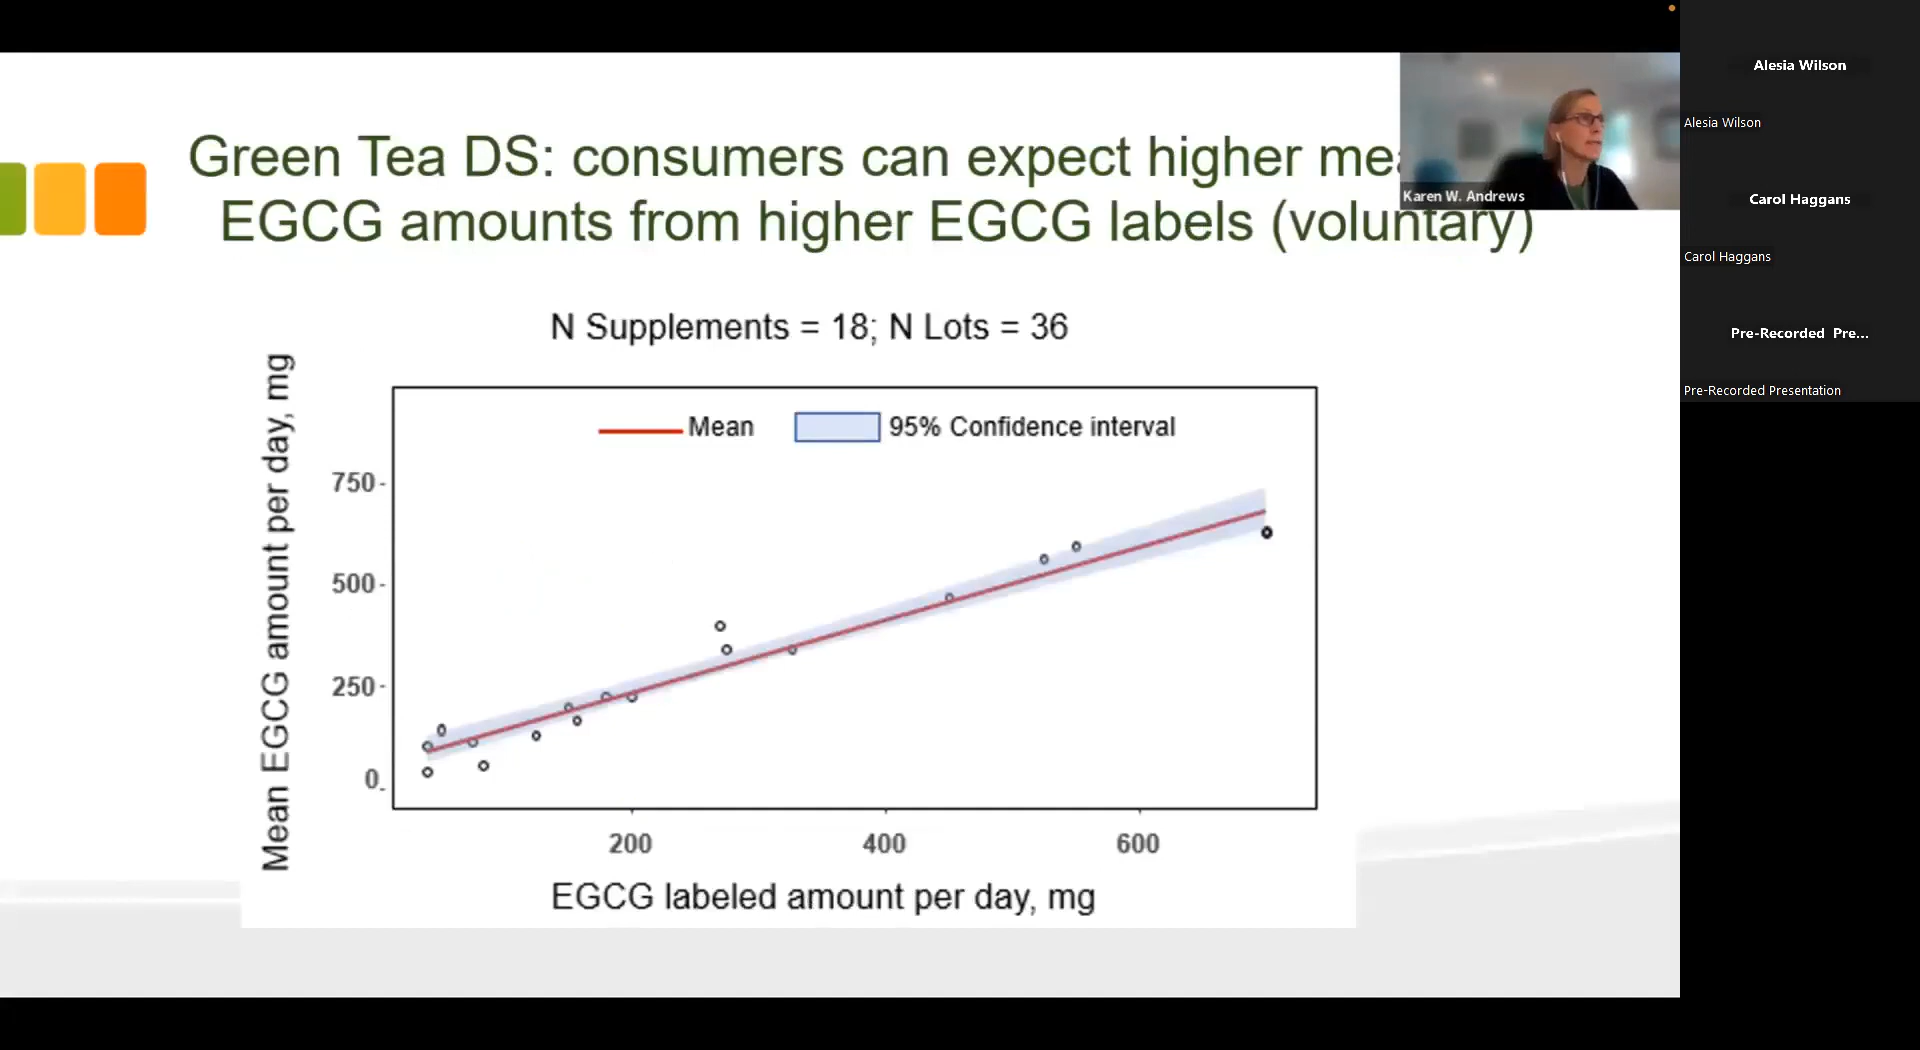 Green Tea DS: consumers can expect higher
EGCG amounts from higher EGCG labels (voluntary)
Karen W. Andrews
Alesia Wilson
Alesia Wilson
Carol Haggans
Carol Haggans
Pre-Recorded Pre...
Pre-Recorded Presentation
N Supplements = 18; N Lots = 36
Mean EGCG amount per day, mg
Mean
95% Confidence interval
750
500
250
0
200 400 600
EGCG labeled amount per day, mg